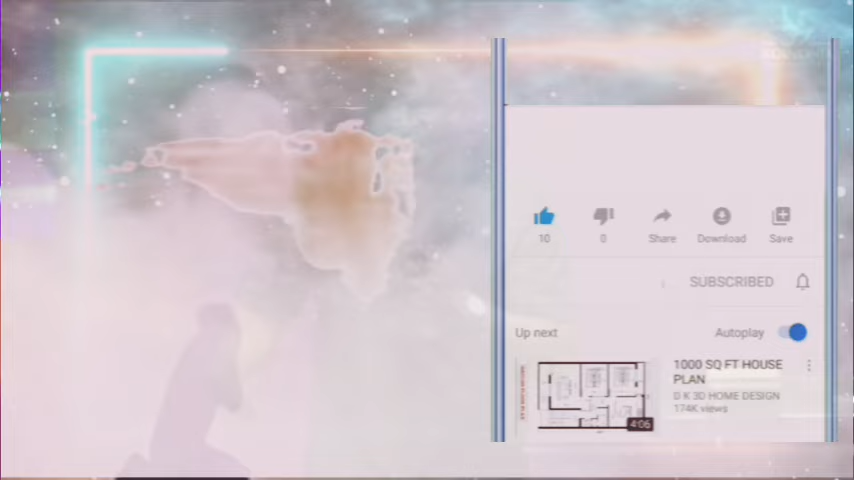 10
0
Share
Download
Save
SUBSCRIBED
Up next
Autoplay
1000 SQ FT HOUSE
PLAN
D K 3D HOME DESIGN
174K views
4:06